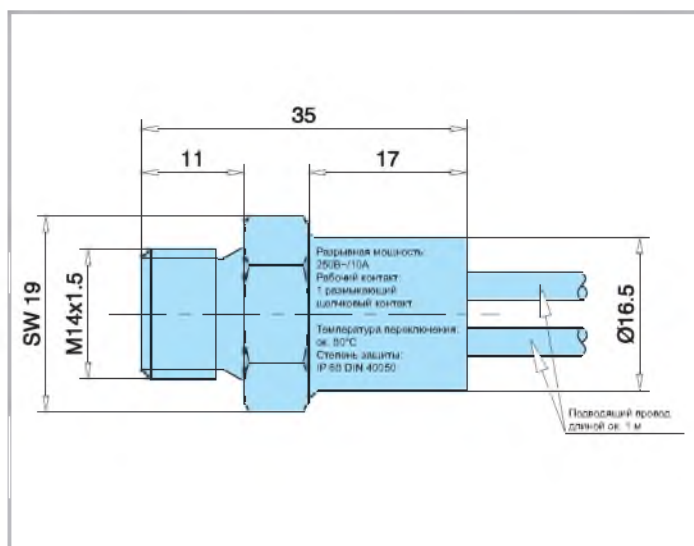 35
11
17
SW 19
M14x1.5
Разрывная мощность:
250В~/10А
Рабочий контакт:
1 размыкающий
щелчковый контакт
Температура переключения:
ок. 80°C
Степень защиты:
IP 68 DIN 40050
Ø16.5
Подводящий провод
длиной ок. 1 м